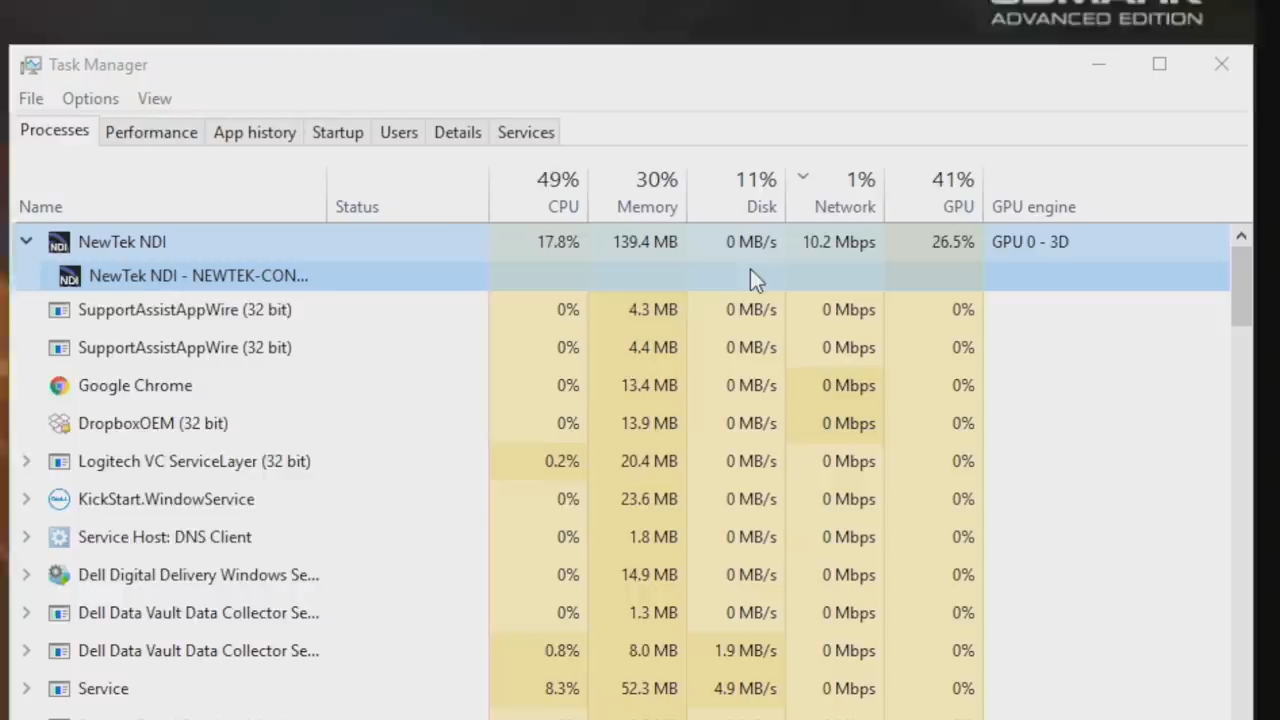 ADVANCED EDITION
Task Manager
File Options View
Processes Performance App history Startup Users Details Services
49% 30% 11% 1% 41%
Name Status CPU Memory Disk Network GPU GPU engine
NewTek NDI 17.8% 139.4 MB 0 MB/s 10.2 Mbps 26.5% GPU 0 - 3D
NewTek NDI - NEWTEK-CON...
SupportAssistAppWire (32 bit) 0% 4.3 MB 0 MB/s 0 Mbps 0%
SupportAssistAppWire (32 bit) 0% 4.4 MB 0 MB/s 0 Mbps 0%
Google Chrome 0% 13.4 MB 0 MB/s 0 Mbps 0%
DropboxOEM (32 bit) 0% 13.9 MB 0 MB/s 0 Mbps 0%
Logitech VC ServiceLayer (32 bit) 0.2% 20.4 MB 0 MB/s 0 Mbps 0%
KickStart.WindowService 0% 23.6 MB 0 MB/s 0 Mbps 0%
Service Host: DNS Client 0% 1.8 MB 0 MB/s 0 Mbps 0%
Dell Digital Delivery Windows Se... 0% 14.9 MB 0 MB/s 0 Mbps 0%
Dell Data Vault Data Collector Se... 0% 1.3 MB 0 MB/s 0 Mbps 0%
Dell Data Vault Data Collector Se... 0.8% 8.0 MB 1.9 MB/s 0 Mbps 0%
Service 8.3% 52.3 MB 4.9 MB/s 0 Mbps 0%